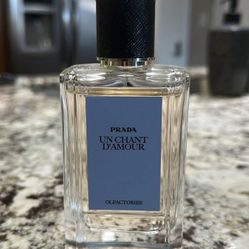 PRADA
UN CHANT
D'AMOUR
OLFACTORIES